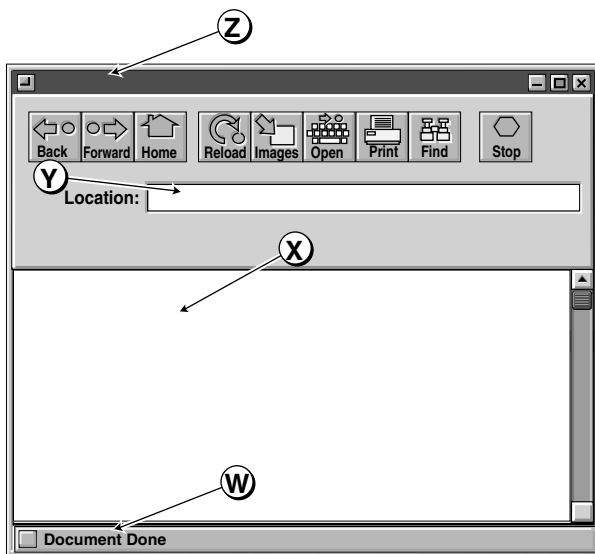 Z
Back Forward Home Reload Images Open Print Find Stop
Y
Location:
X
W
Document Done